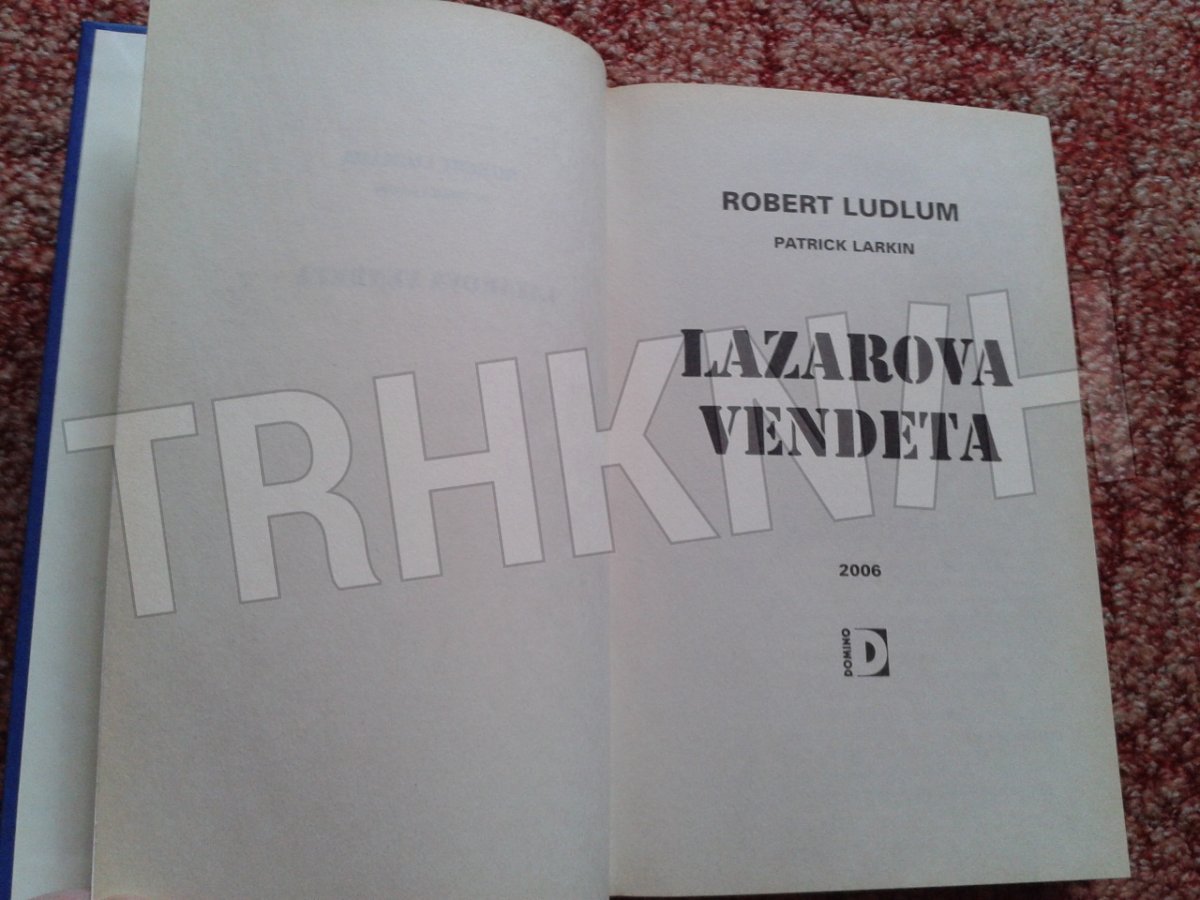 ROBERT LUDLUM
PATRICK LARKIN
LAZAROVA
VENDETA
2006
DOMINO
D
TRHKNIH